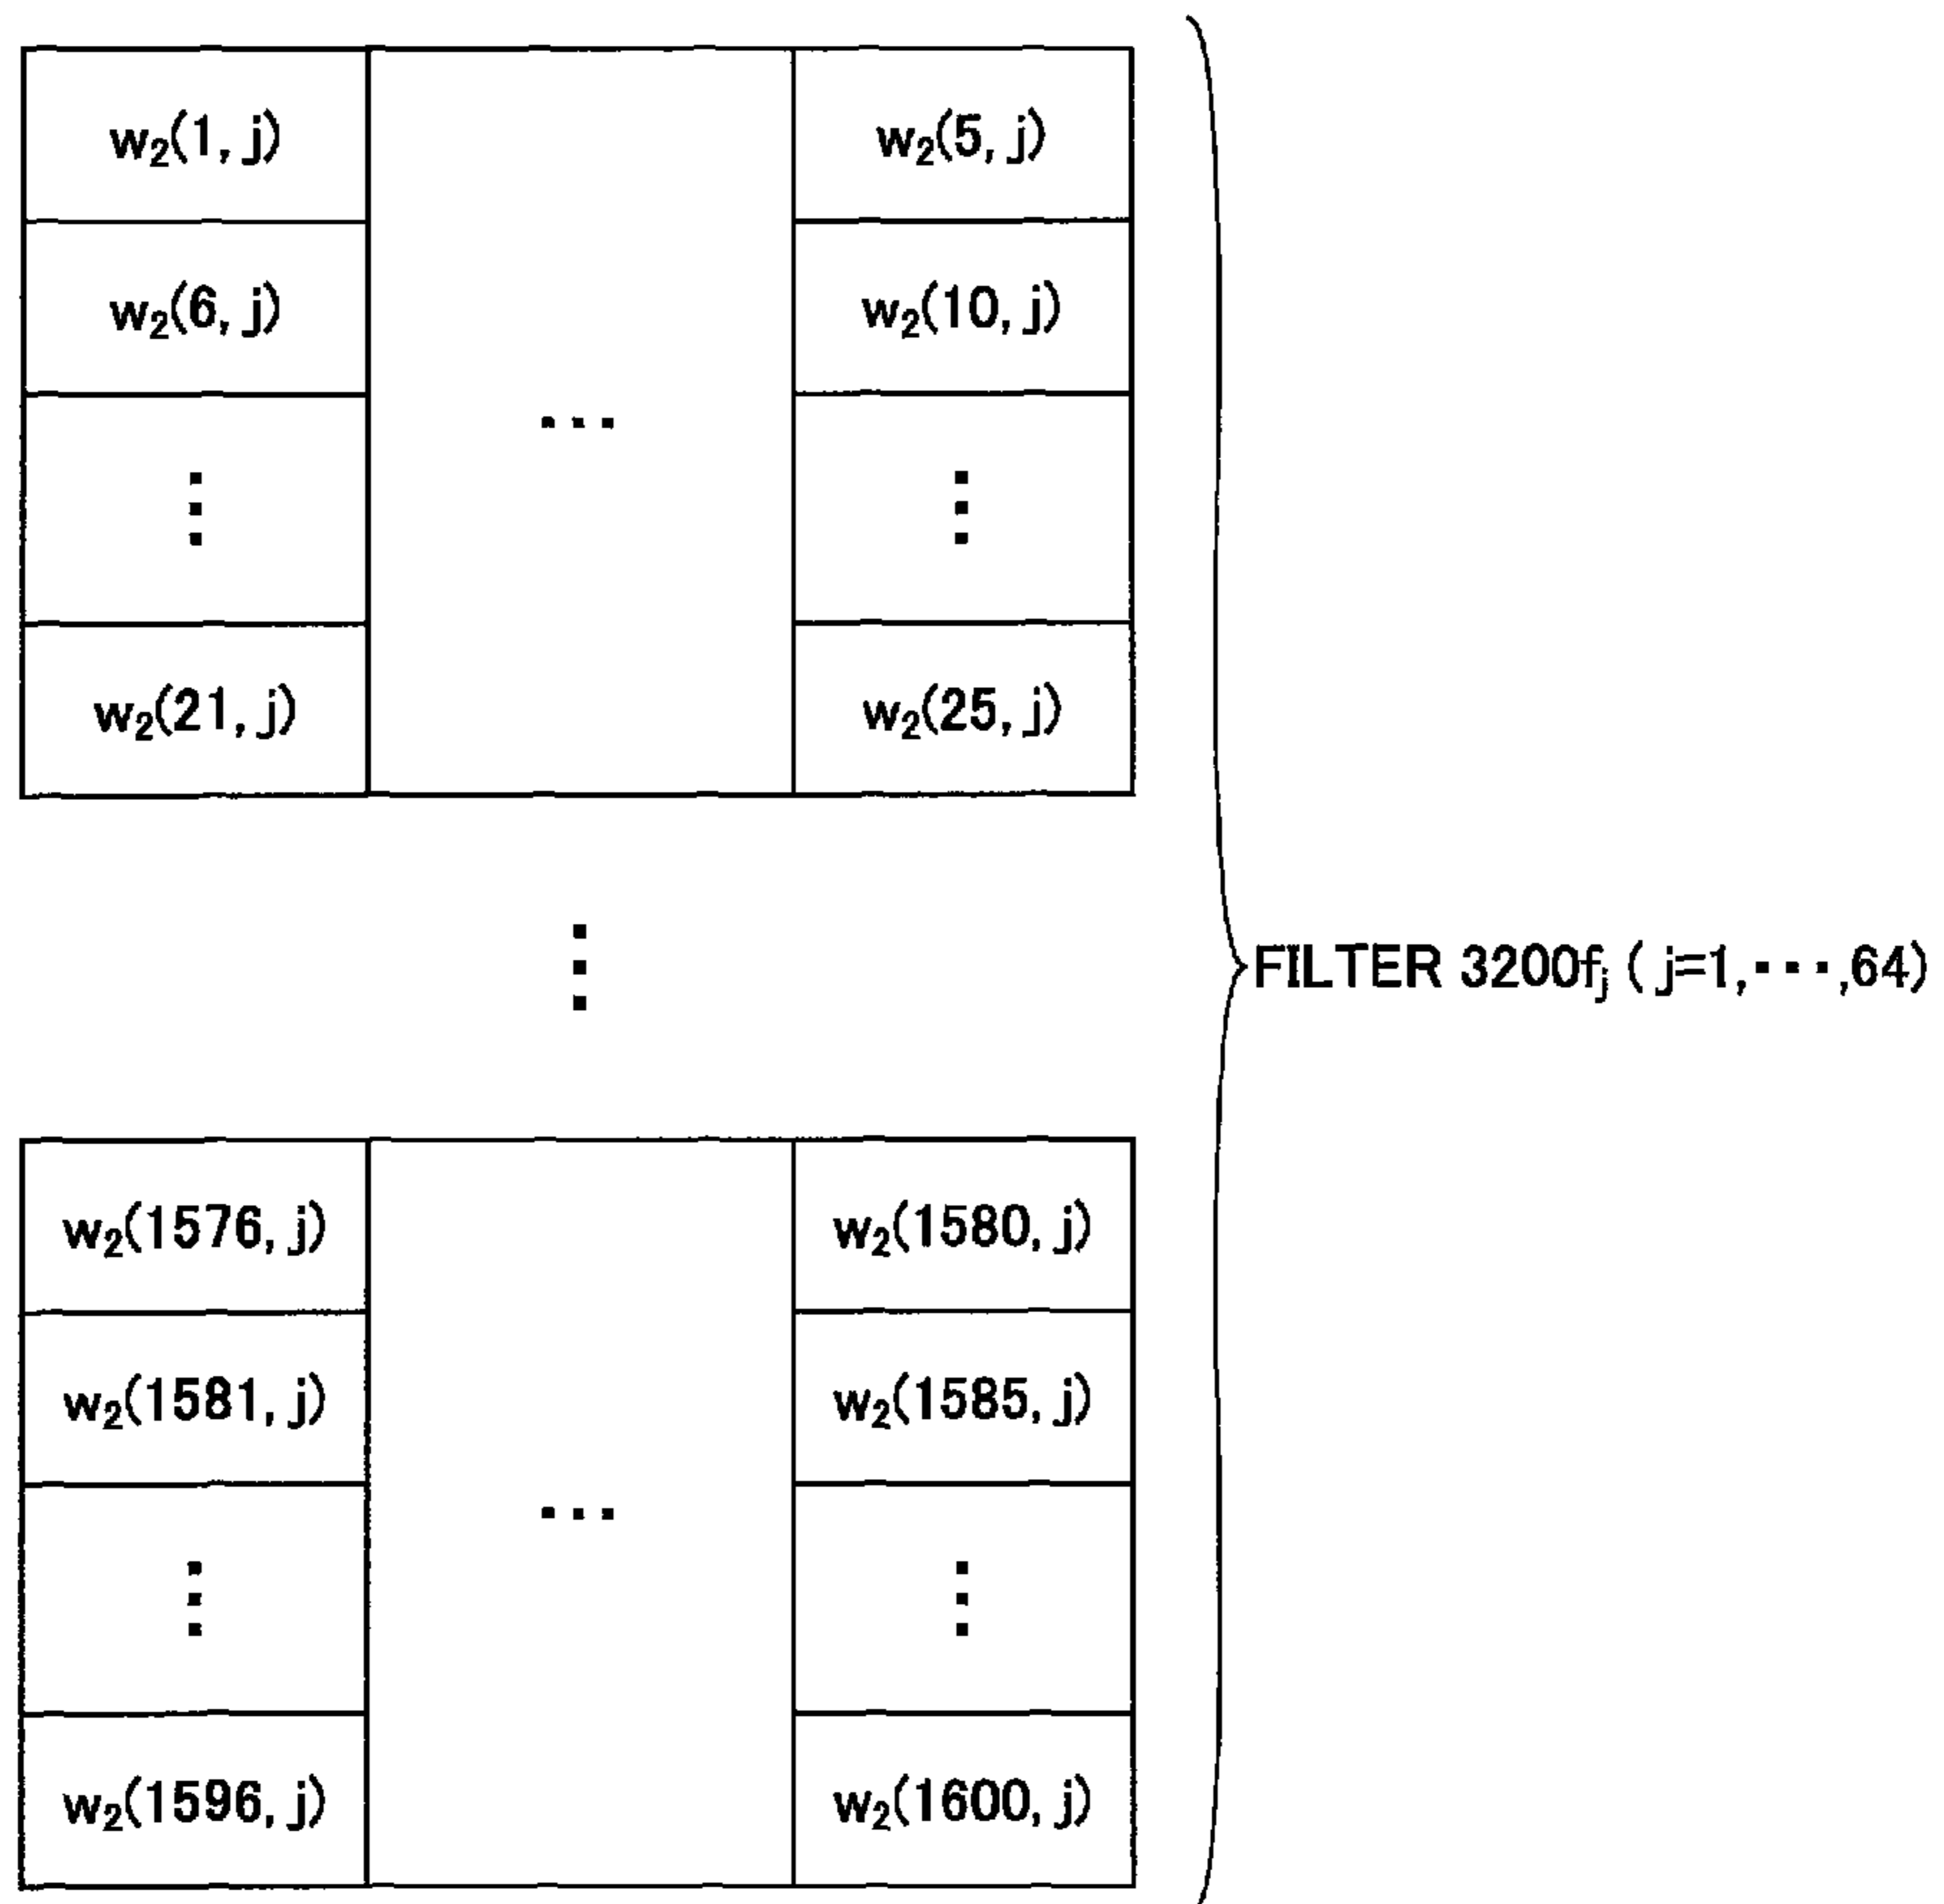 w₂(1, j) w₂(5, j)
w₂(6, j) ... w₂(10, j)
⋮ ⋮
w₂(21, j) w₂(25, j)
⋮
FILTER 3200fⱼ ( j=1, ･･･ ,64)
w₂(1576, j) w₂(1580, j)
w₂(1581, j) ... w₂(1585, j)
⋮ ⋮
w₂(1596, j) w₂(1600, j)